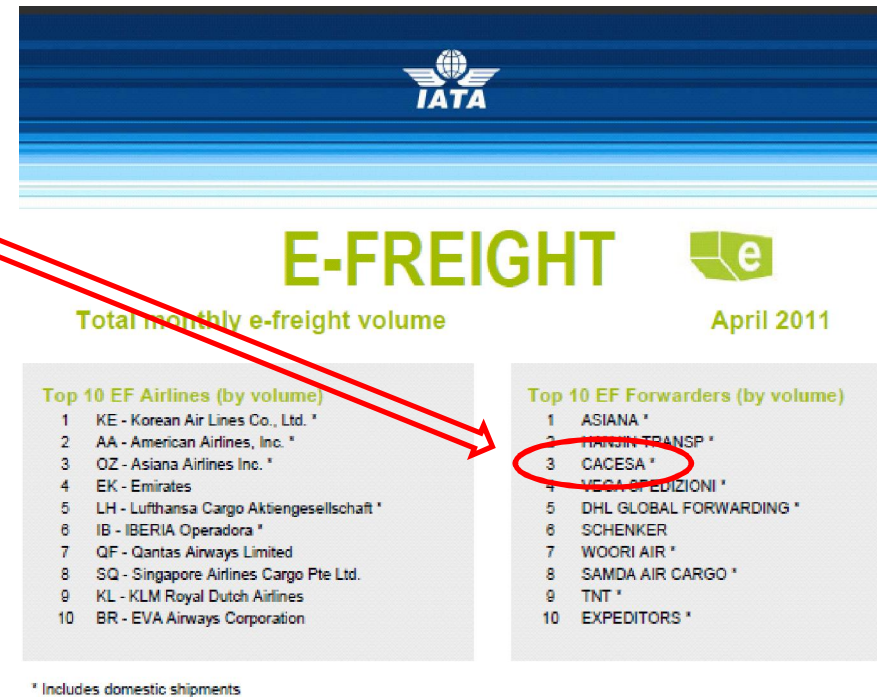 IATA
E-FREIGHT
e
Total monthly e-freight volume
April 2011
Top 10 EF Airlines (by volume)
1 KE - Korean Air Lines Co., Ltd. *
2 AA - American Airlines, Inc. *
3 OZ - Asiana Airlines Inc. *
4 EK - Emirates
5 LH - Lufthansa Cargo Aktiengesellschaft *
6 IB - IBERIA Operadora *
7 QF - Qantas Airways Limited
8 SQ - Singapore Airlines Cargo Pte Ltd.
9 KL - KLM Royal Dutch Airlines
10 BR - EVA Airways Corporation
Top 10 EF Forwarders (by volume)
1 ASIANA *
2 HANJIN TRANSP *
3 CACESA *
4 VEGA SPEDIZIONI *
5 DHL GLOBAL FORWARDING *
6 SCHENKER
7 WOORI AIR *
8 SAMDA AIR CARGO *
9 TNT *
10 EXPEDITORS *
* Includes domestic shipments